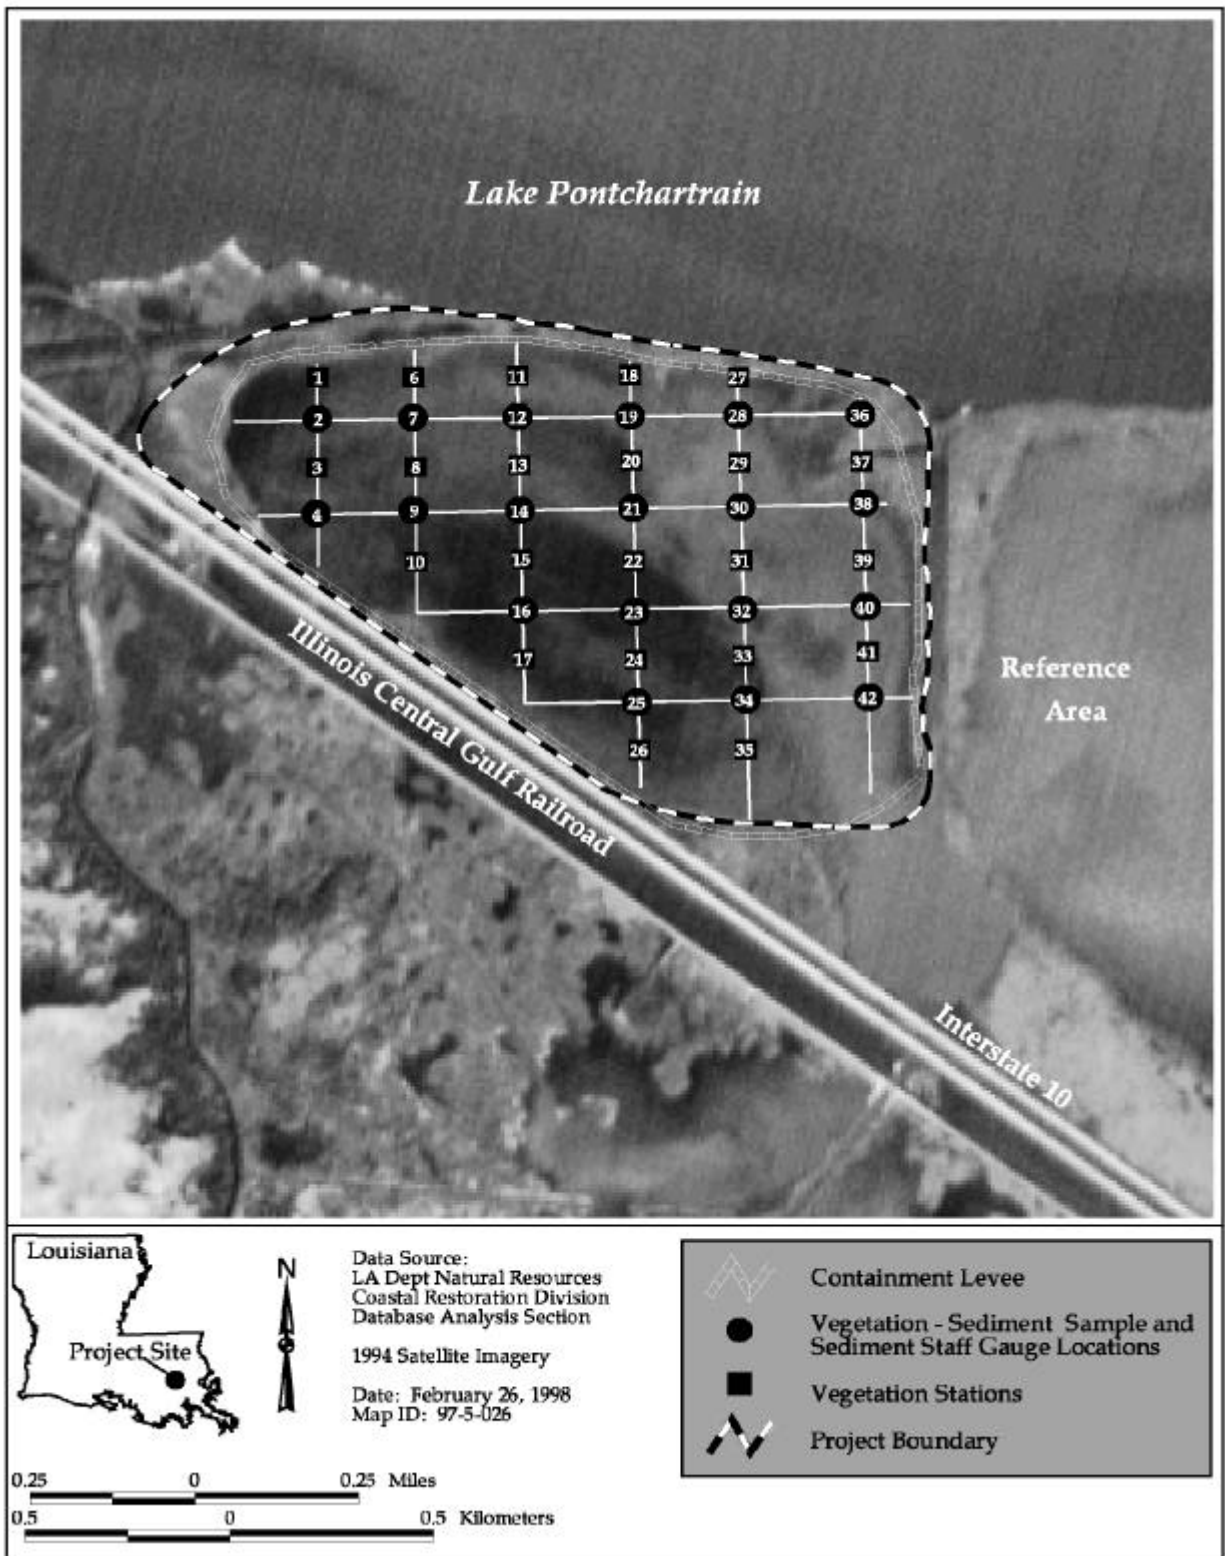 Lake Pontchartrain
1 6 11 18 27
2 7 12 19 28 36
3 8 13 20 29 37
4 9 14 21 30 38
10 15 22 31 39
16 23 32 40
17 24 33 41
25 34 42
26 35
Reference
Area
Illinois Central Gulf Railroad
Interstate 10
Louisiana
Project Site
N
Data Source:
LA Dept Natural Resources
Coastal Restoration Division
Database Analysis Section
1994 Satellite Imagery
Date: February 26, 1998
Map ID: 97-5-026
Containment Levee
Vegetation - Sediment Sample and
Sediment Staff Gauge Locations
Vegetation Stations
Project Boundary
0.25 0 0.25 Miles
0.5 0 0.5 Kilometers